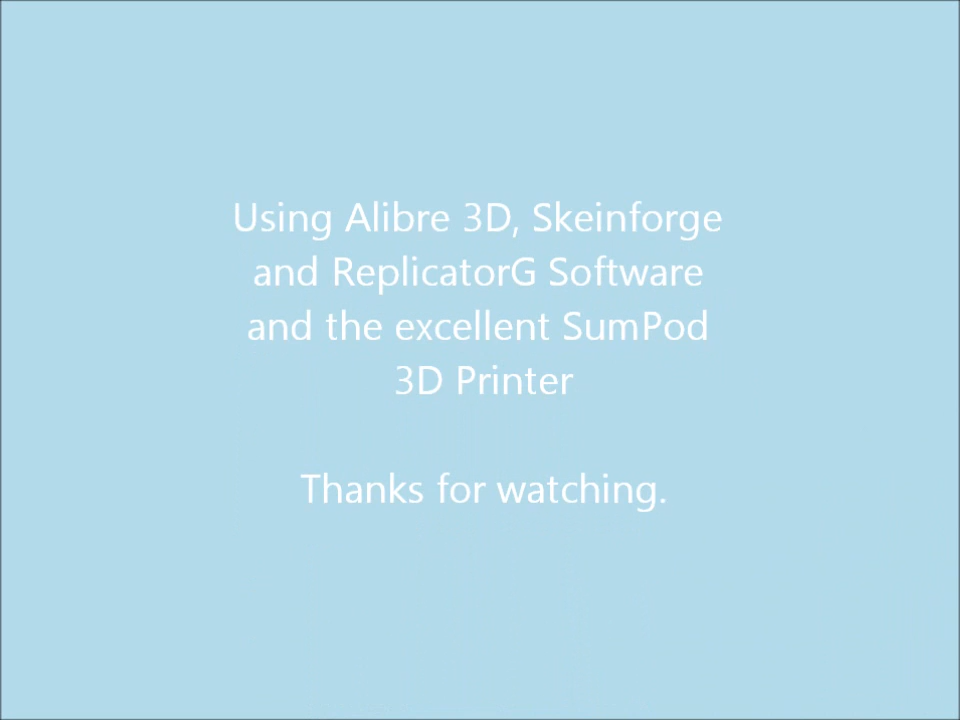 Using Alibre 3D, Skeinforge
and ReplicatorG Software
and the excellent SumPod
3D Printer
Thanks for watching.